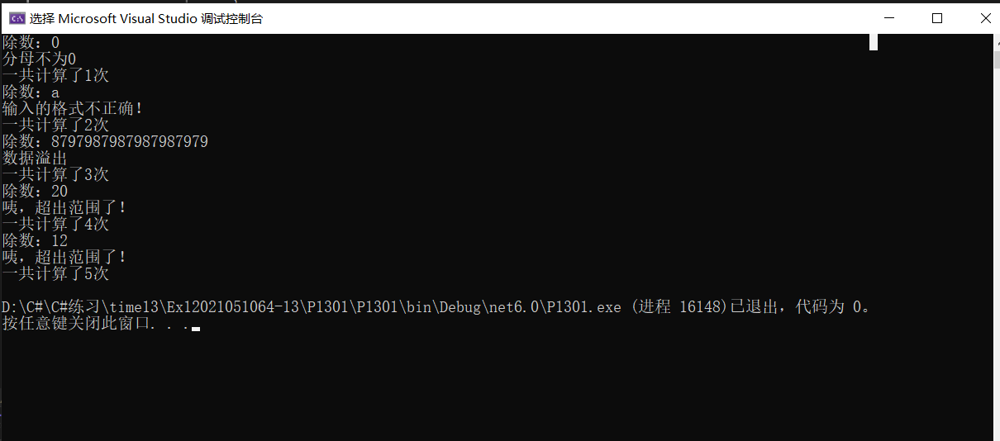 选择 Microsoft Visual Studio 调试控制台
除数：0
分母不为0
一共计算了1次
除数：a
输入的格式不正确！
一共计算了2次
除数：8797987987987987979
数据溢出
一共计算了3次
除数：20
咦，超出范围了！
一共计算了4次
除数：12
咦，超出范围了！
一共计算了5次
D:\C#\C#练习\time13\Ex12021051064-13\P1301\P1301\bin\Debug\net6.0\P1301.exe (进程 16148)已退出，代码为 0。
按任意键关闭此窗口. . .